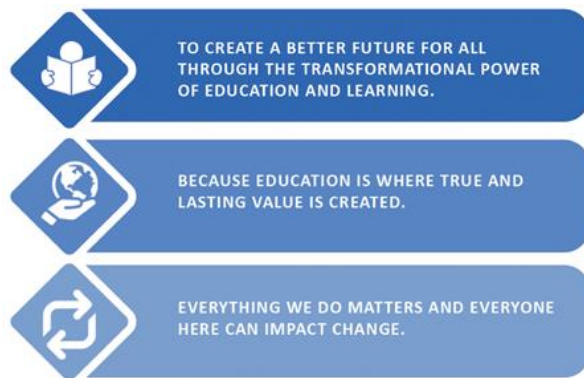 TO CREATE A BETTER FUTURE FOR ALL
THROUGH THE TRANSFORMATIONAL POWER
OF EDUCATION AND LEARNING.
BECAUSE EDUCATION IS WHERE TRUE AND
LASTING VALUE IS CREATED.
EVERYTHING WE DO MATTERS AND EVERYONE
HERE CAN IMPACT CHANGE.